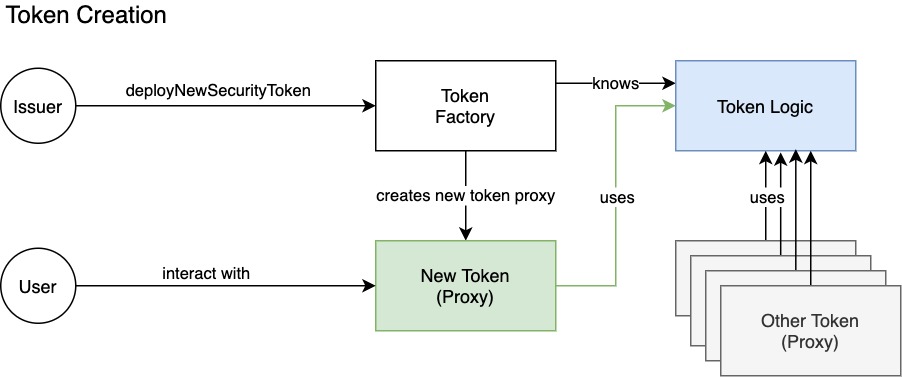 Token Creation
Issuer
deployNewSecurityToken
Token
Factory
knows
Token Logic
creates new token proxy
uses
uses
User
interact with
New Token
(Proxy)
Other Token
(Proxy)